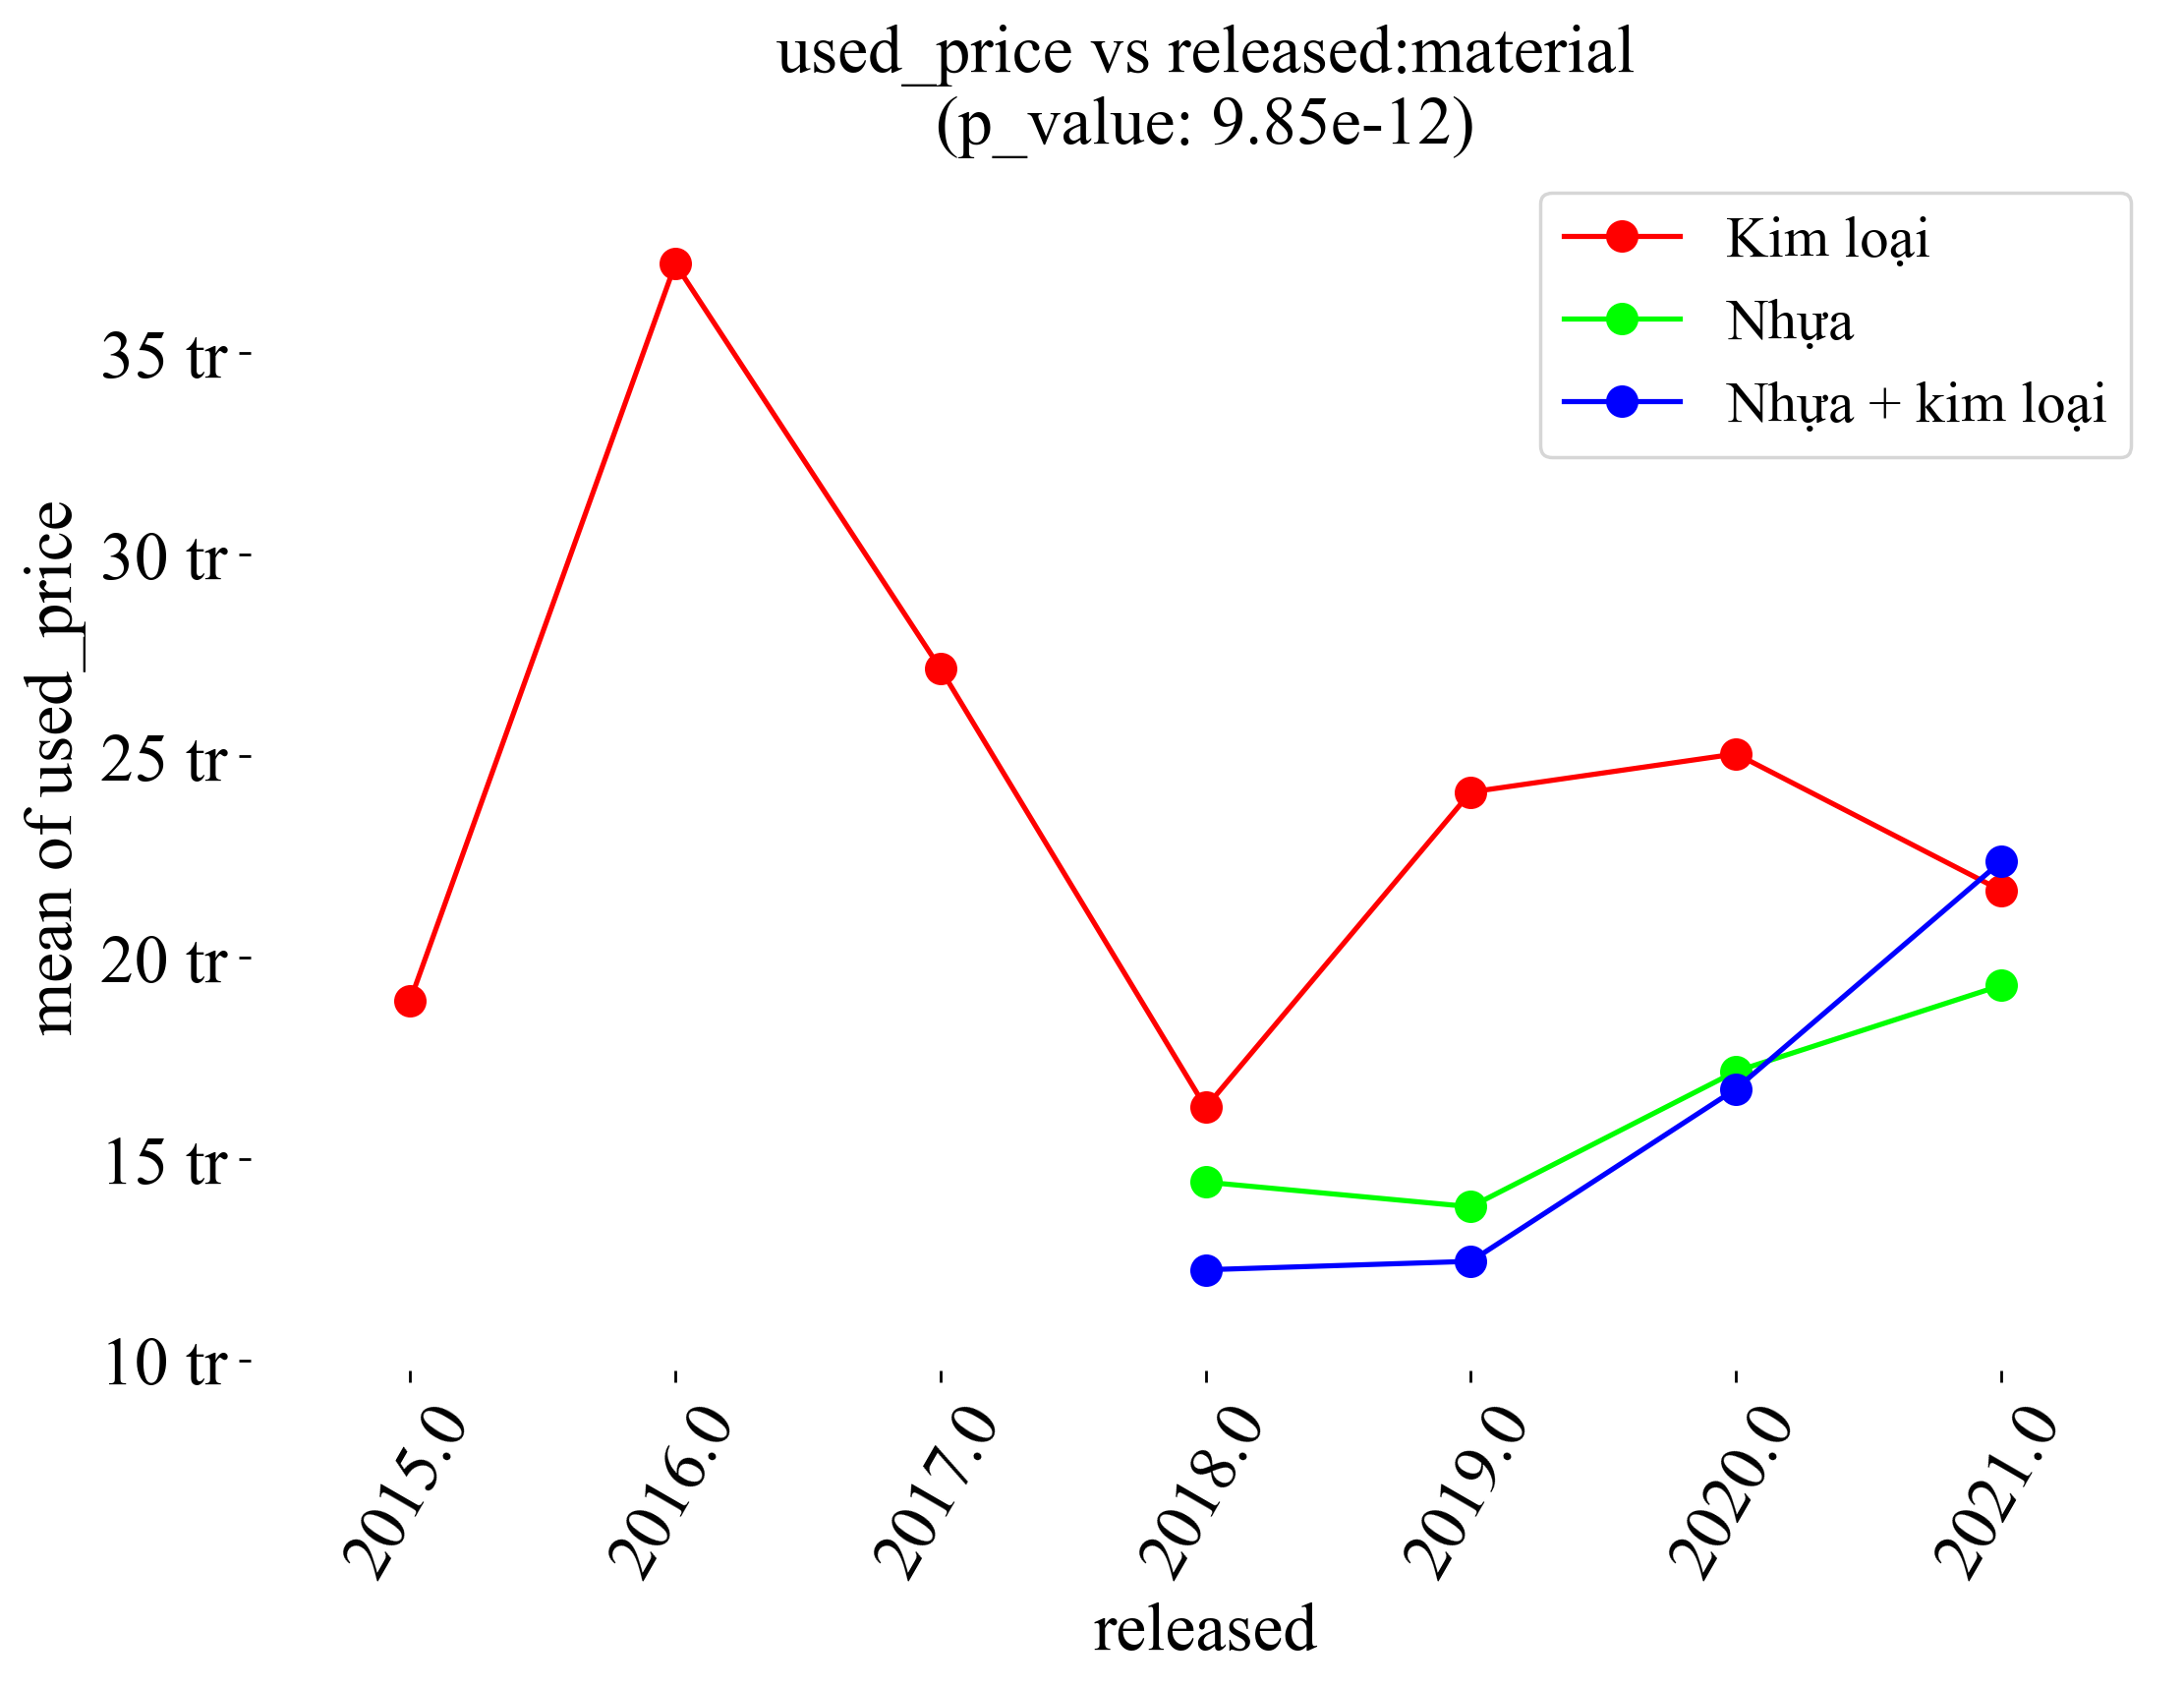 used_price vs released:material
(p_value: 9.85e-12)
Kim loại
Nhựa
Nhựa + kim loại
mean of used_price
35 tr
30 tr
25 tr
20 tr
15 tr
10 tr
2015.0
2016.0
2017.0
2018.0
2019.0
2020.0
2021.0
released